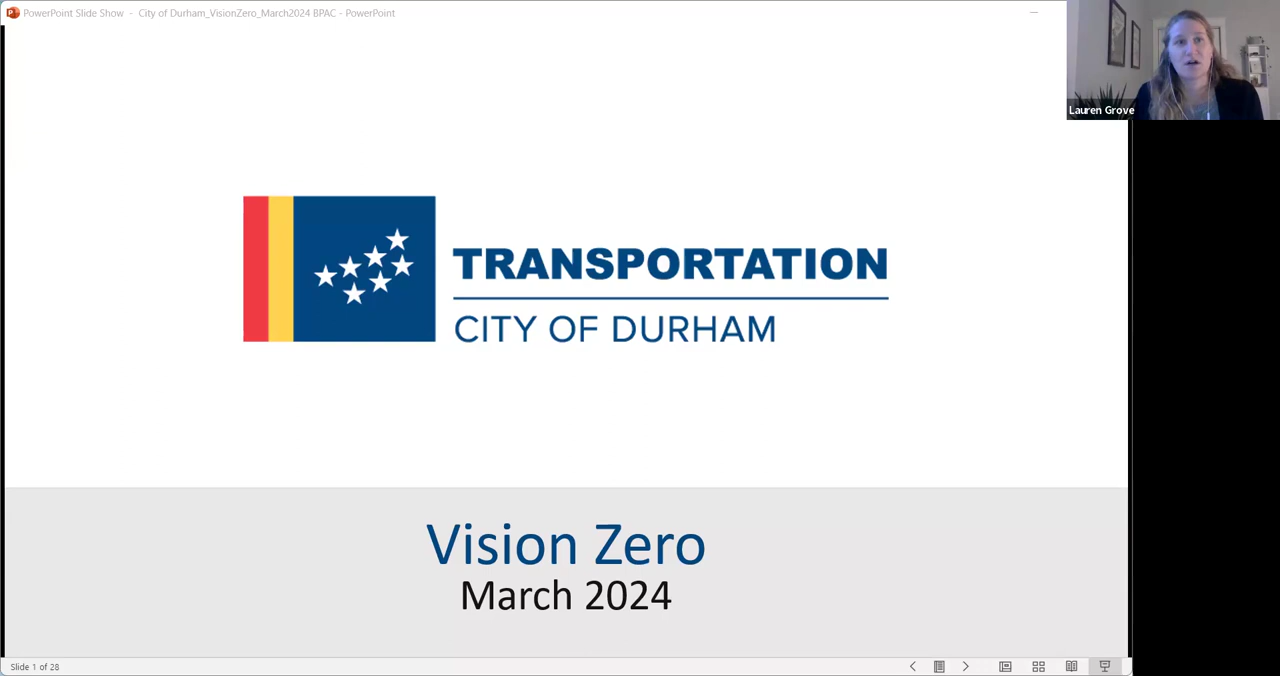 PowerPoint Slide Show - City of Durham_VisionZero_March2024 BPAC - PowerPoint
Lauren Grove
TRANSPORTATION
CITY OF DURHAM
Vision Zero
March 2024
Slide 1 of 28